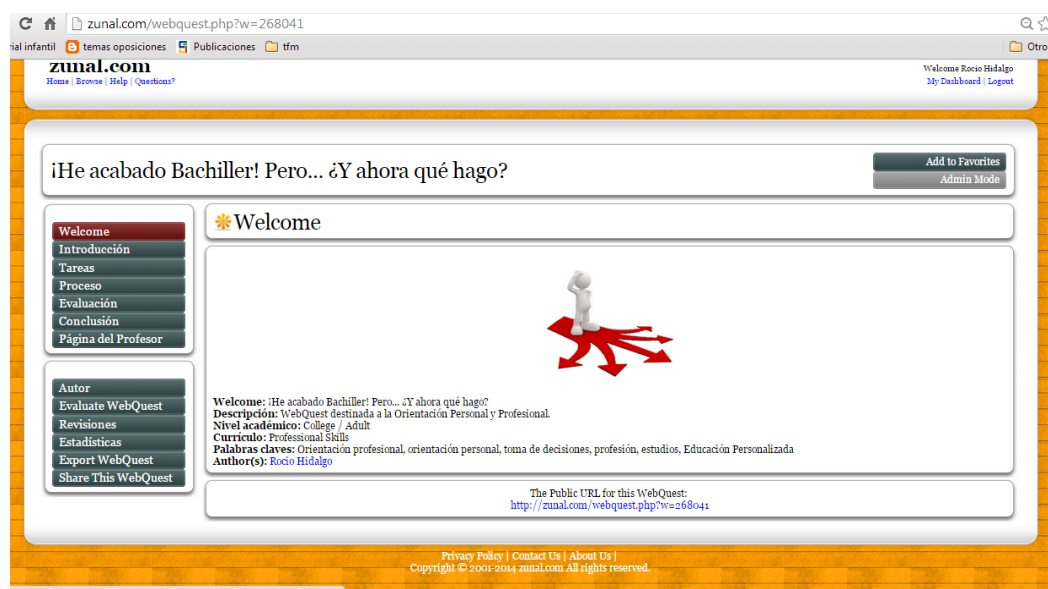 zunal.com/webquest.php?w=268041
rial infantil temas oposiciones Publicaciones tfm Otro
zunal.com
Home | Browse | Help | Questions?
Welcome Rocio Hidalgo
My Dashboard | Logout
¡He acabado Bachiller! Pero... ¿Y ahora qué hago?
Add to Favorites
Admin Mode
Welcome
Introducción
Tareas
Proceso
Evaluación
Conclusión
Página del Profesor
Autor
Evaluate WebQuest
Revisiones
Estadísticas
Export WebQuest
Share This WebQuest
Welcome
Welcome: ¡He acabado Bachiller! Pero... ¿Y ahora qué hago?
Descripción: WebQuest destinada a la Orientación Personal y Profesional.
Nivel académico: College / Adult
Currículo: Professional Skills
Palabras claves: Orientación profesional, orientación personal, toma de decisiones, profesión, estudios, Educación Personalizada
Author(s): Rocio Hidalgo
The Public URL for this WebQuest:
http://zunal.com/webquest.php?w=268041
Privacy Policy | Contact Us | About Us |
Copyright © 2001-2014 zunal.com All rights reserved.